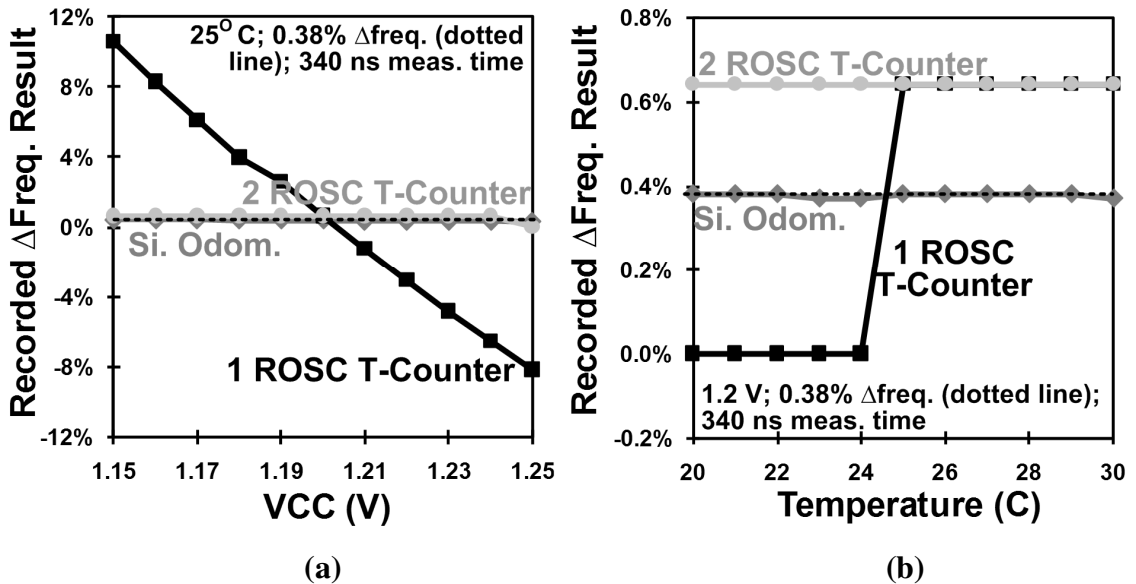 12%
8%
4%
0%
-4%
-8%
-12%
Recorded ΔFreq. Result
25O C; 0.38% Δfreq. (dotted
line); 340 ns meas. time
2 ROSC T-Counter
Si. Odom.
1 ROSC T-Counter
1.15 1.17 1.19 1.21 1.23 1.25
VCC (V)
(a)
0.8%
0.6%
0.4%
0.2%
0.0%
-0.2%
Recorded ΔFreq. Result
2 ROSC T-Counter
Si. Odom.
1 ROSC
T-Counter
1.2 V; 0.38% Δfreq. (dotted line);
340 ns meas. time
20 22 24 26 28 30
Temperature (C)
(b)